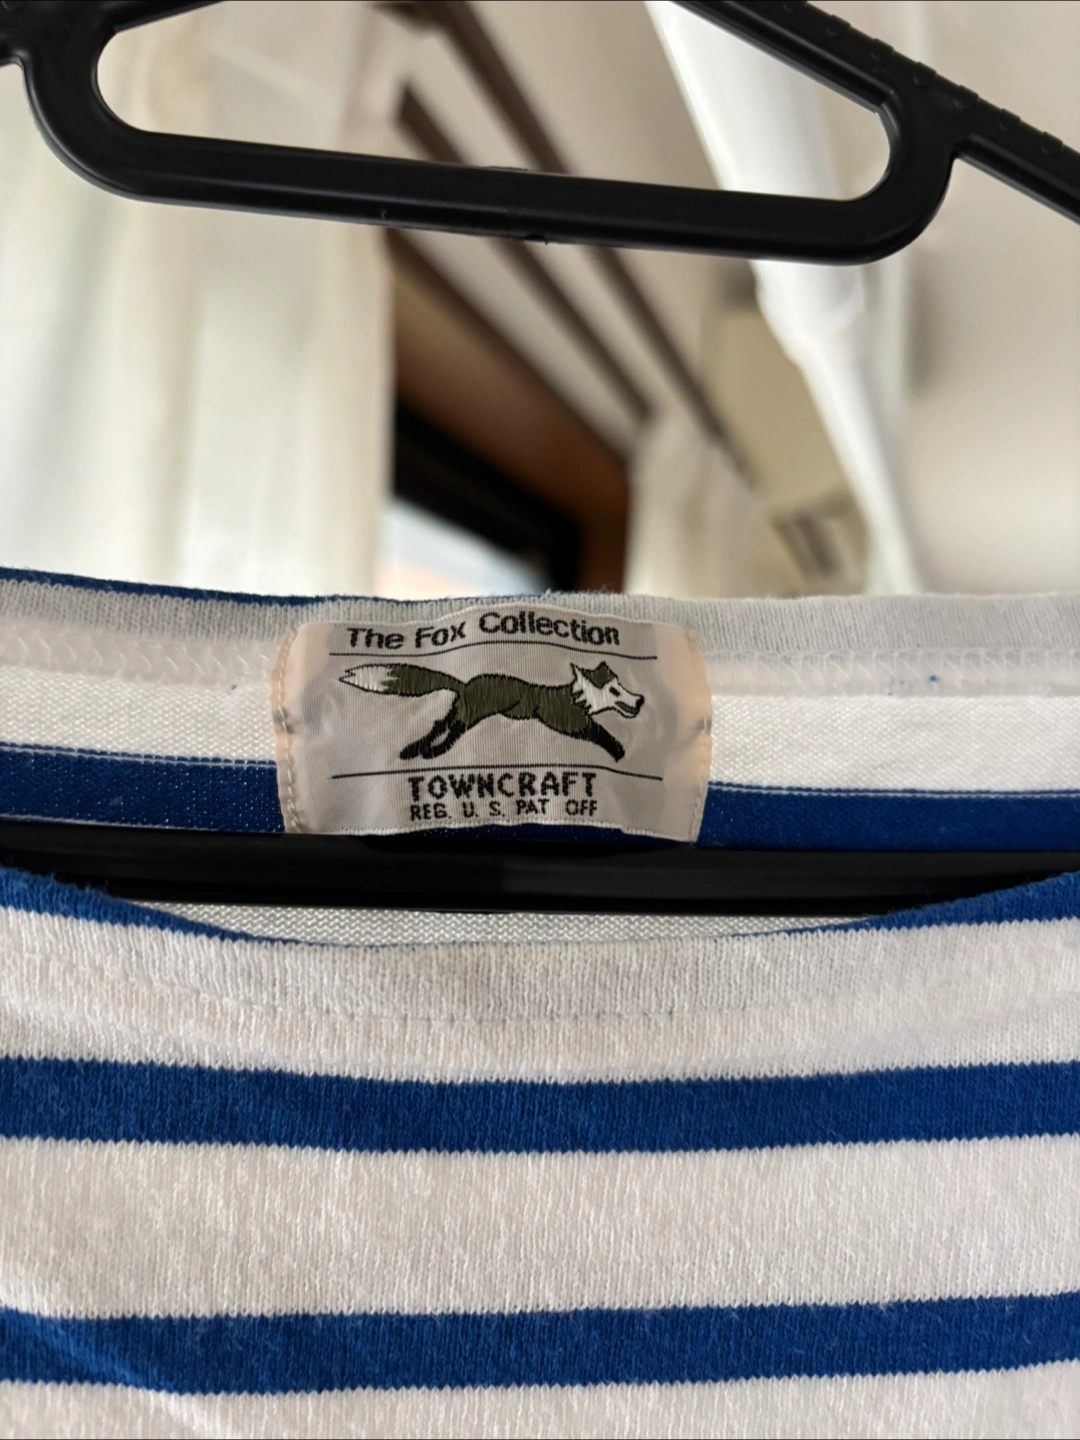 The Fox Collection
TOWNCRAFT
REG. U. S. PAT OFF